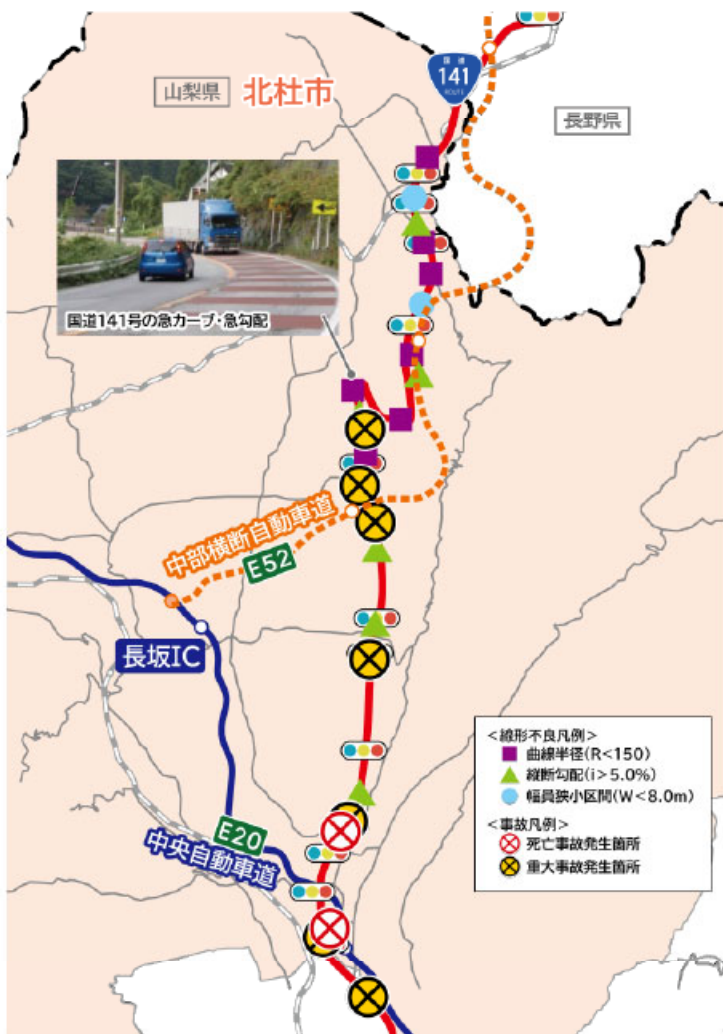 国道
141
ROUTE
山梨県
北杜市
長野県
国道141号の急カーブ・急勾配
中部横断自動車道
E52
長坂IC
E20
中央自動車道
<線形不良凡例>
曲線半径(R<150)
縦断勾配(i>5.0%)
幅員狭小区間(W<8.0m)
<事故凡例>
死亡事故発生箇所
重大事故発生箇所